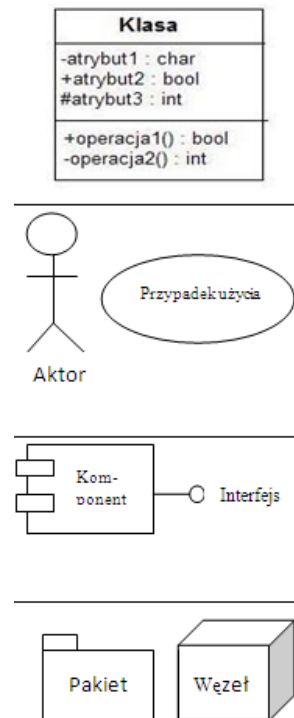 Klasa
-atrybut1 : char
+atrybut2 : bool
#atrybut3 : int
+operacja1() : bool
-operacja2() : int
Przypadek użycia
Aktor
Kom-
ponent
Interfejs
Pakiet
Węzeł